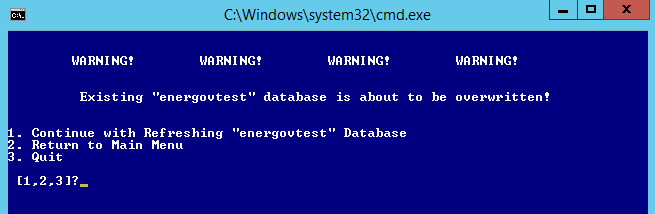 C:\Windows\system32\cmd.exe
WARNING! WARNING! WARNING! WARNING!
Existing "energovtest" database is about to be overwritten!
1. Continue with Refreshing "energovtest" Database
2. Return to Main Menu
3. Quit
[1,2,3]?_